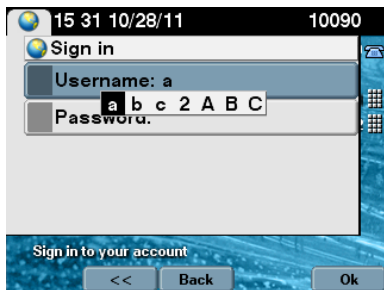 15 31 10/28/11 10090
Sign in
Username: a
a b c 2 A B C
Password:
Sign in to your account
<< Back Ok